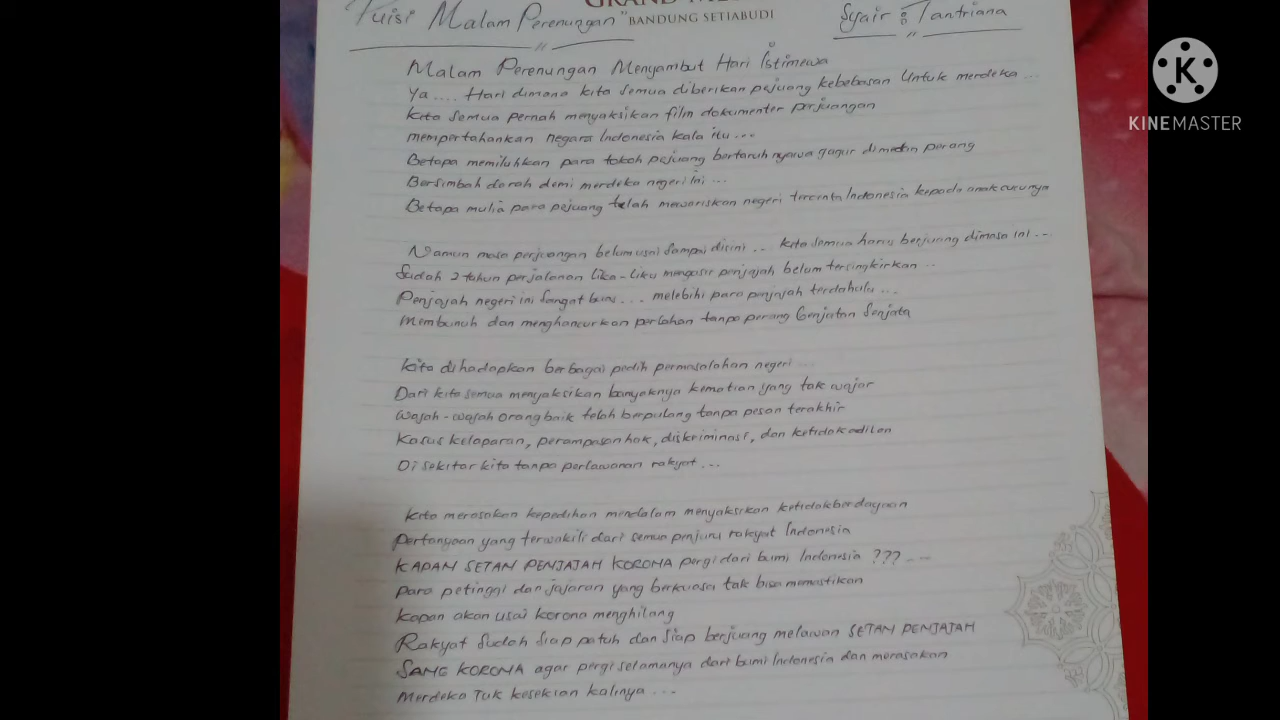 Puisi Malam Perenungan "BANDUNG SETIABUDI
Syair : Tantriana
KINEMASTER
Malam Perenungan Menyambut Hari Istimewa
Ya .... Hari dimana kita semua diberikan pejuang kebebasan Untuk merdeka ...
Kita semua pernah menyaksikan film dokumenter perjuangan
mempertahankan negara Indonesia kala itu ...
Betapa memiluhkan para tokoh pejuang bertaruh nyawa gugur dimedan perang
Bersimbah darah demi merdeka negeri ini ...
Betapa mulia para pejuang telah mewariskan negeri tercinta Indonesia kepada anak cucunya
Namun masa perjuangan belum usai sampai disini ... kita semua harus berjuang dimasa ini ...
Sudah 2 tahun perjalanan lika-liku mengusir penjajah belum tersingkirkan ...
Penjajah negeri ini sangat baru ... melebihi para penjajah terdahulu ...
Membunuh dan menghancurkan perlahan tanpa perang Senjatan Senjata
Kita dihadapkan berbagai pedih permasalahan negeri ...
Dari kita semua menyaksikan banyaknya kematian yang tak wajar
Wajah - wajah orang baik telah berpulang tanpa pesan terakhir
Kasus kelaparan, perampasan hak, diskriminasi, dan ketidakadilan
Di sekitar kita tanpa perlawanan rakyat ...
Kita merasakan kepedihan mendalam menyaksikan ketidakberdayaan
Pertanyaan yang terwakili dari semua penjuru rakyat Indonesia
KAPAN SETAN PENJAJAH KORONA pergi dari bumi Indonesia ??? ...
Para petinggi dan jajaran yang berkuasa tak bisa memastikan
Kapan akan usai korona menghilang
Rakyat Sudah Siap patuh dan Siap berjuang melawan SETAN PENJAJAH
SANG KORONA agar pergi selamanya dari bumi Indonesia dan merasakan
Merdeka Tuk kesekian kalinya ...